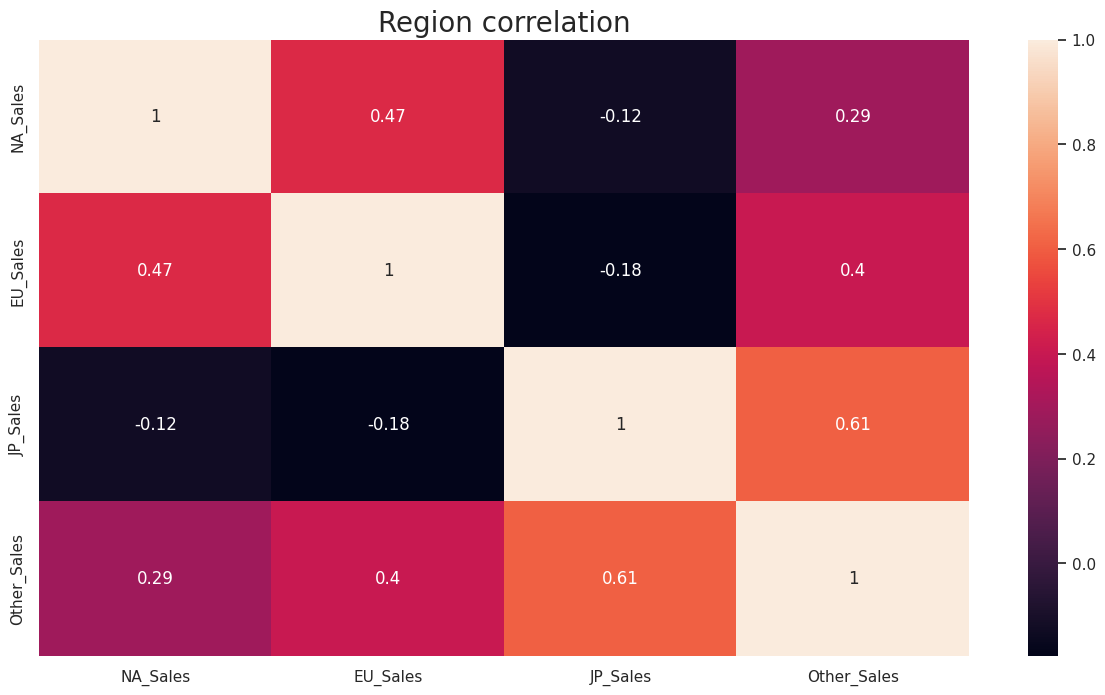 Region correlation
NA_Sales
1
0.47
-0.12
0.29
EU_Sales
0.47
1
-0.18
0.4
JP_Sales
-0.12
-0.18
1
0.61
Other_Sales
0.29
0.4
0.61
1
NA_Sales
EU_Sales
JP_Sales
Other_Sales
1.0
0.8
0.6
0.4
0.2
0.0